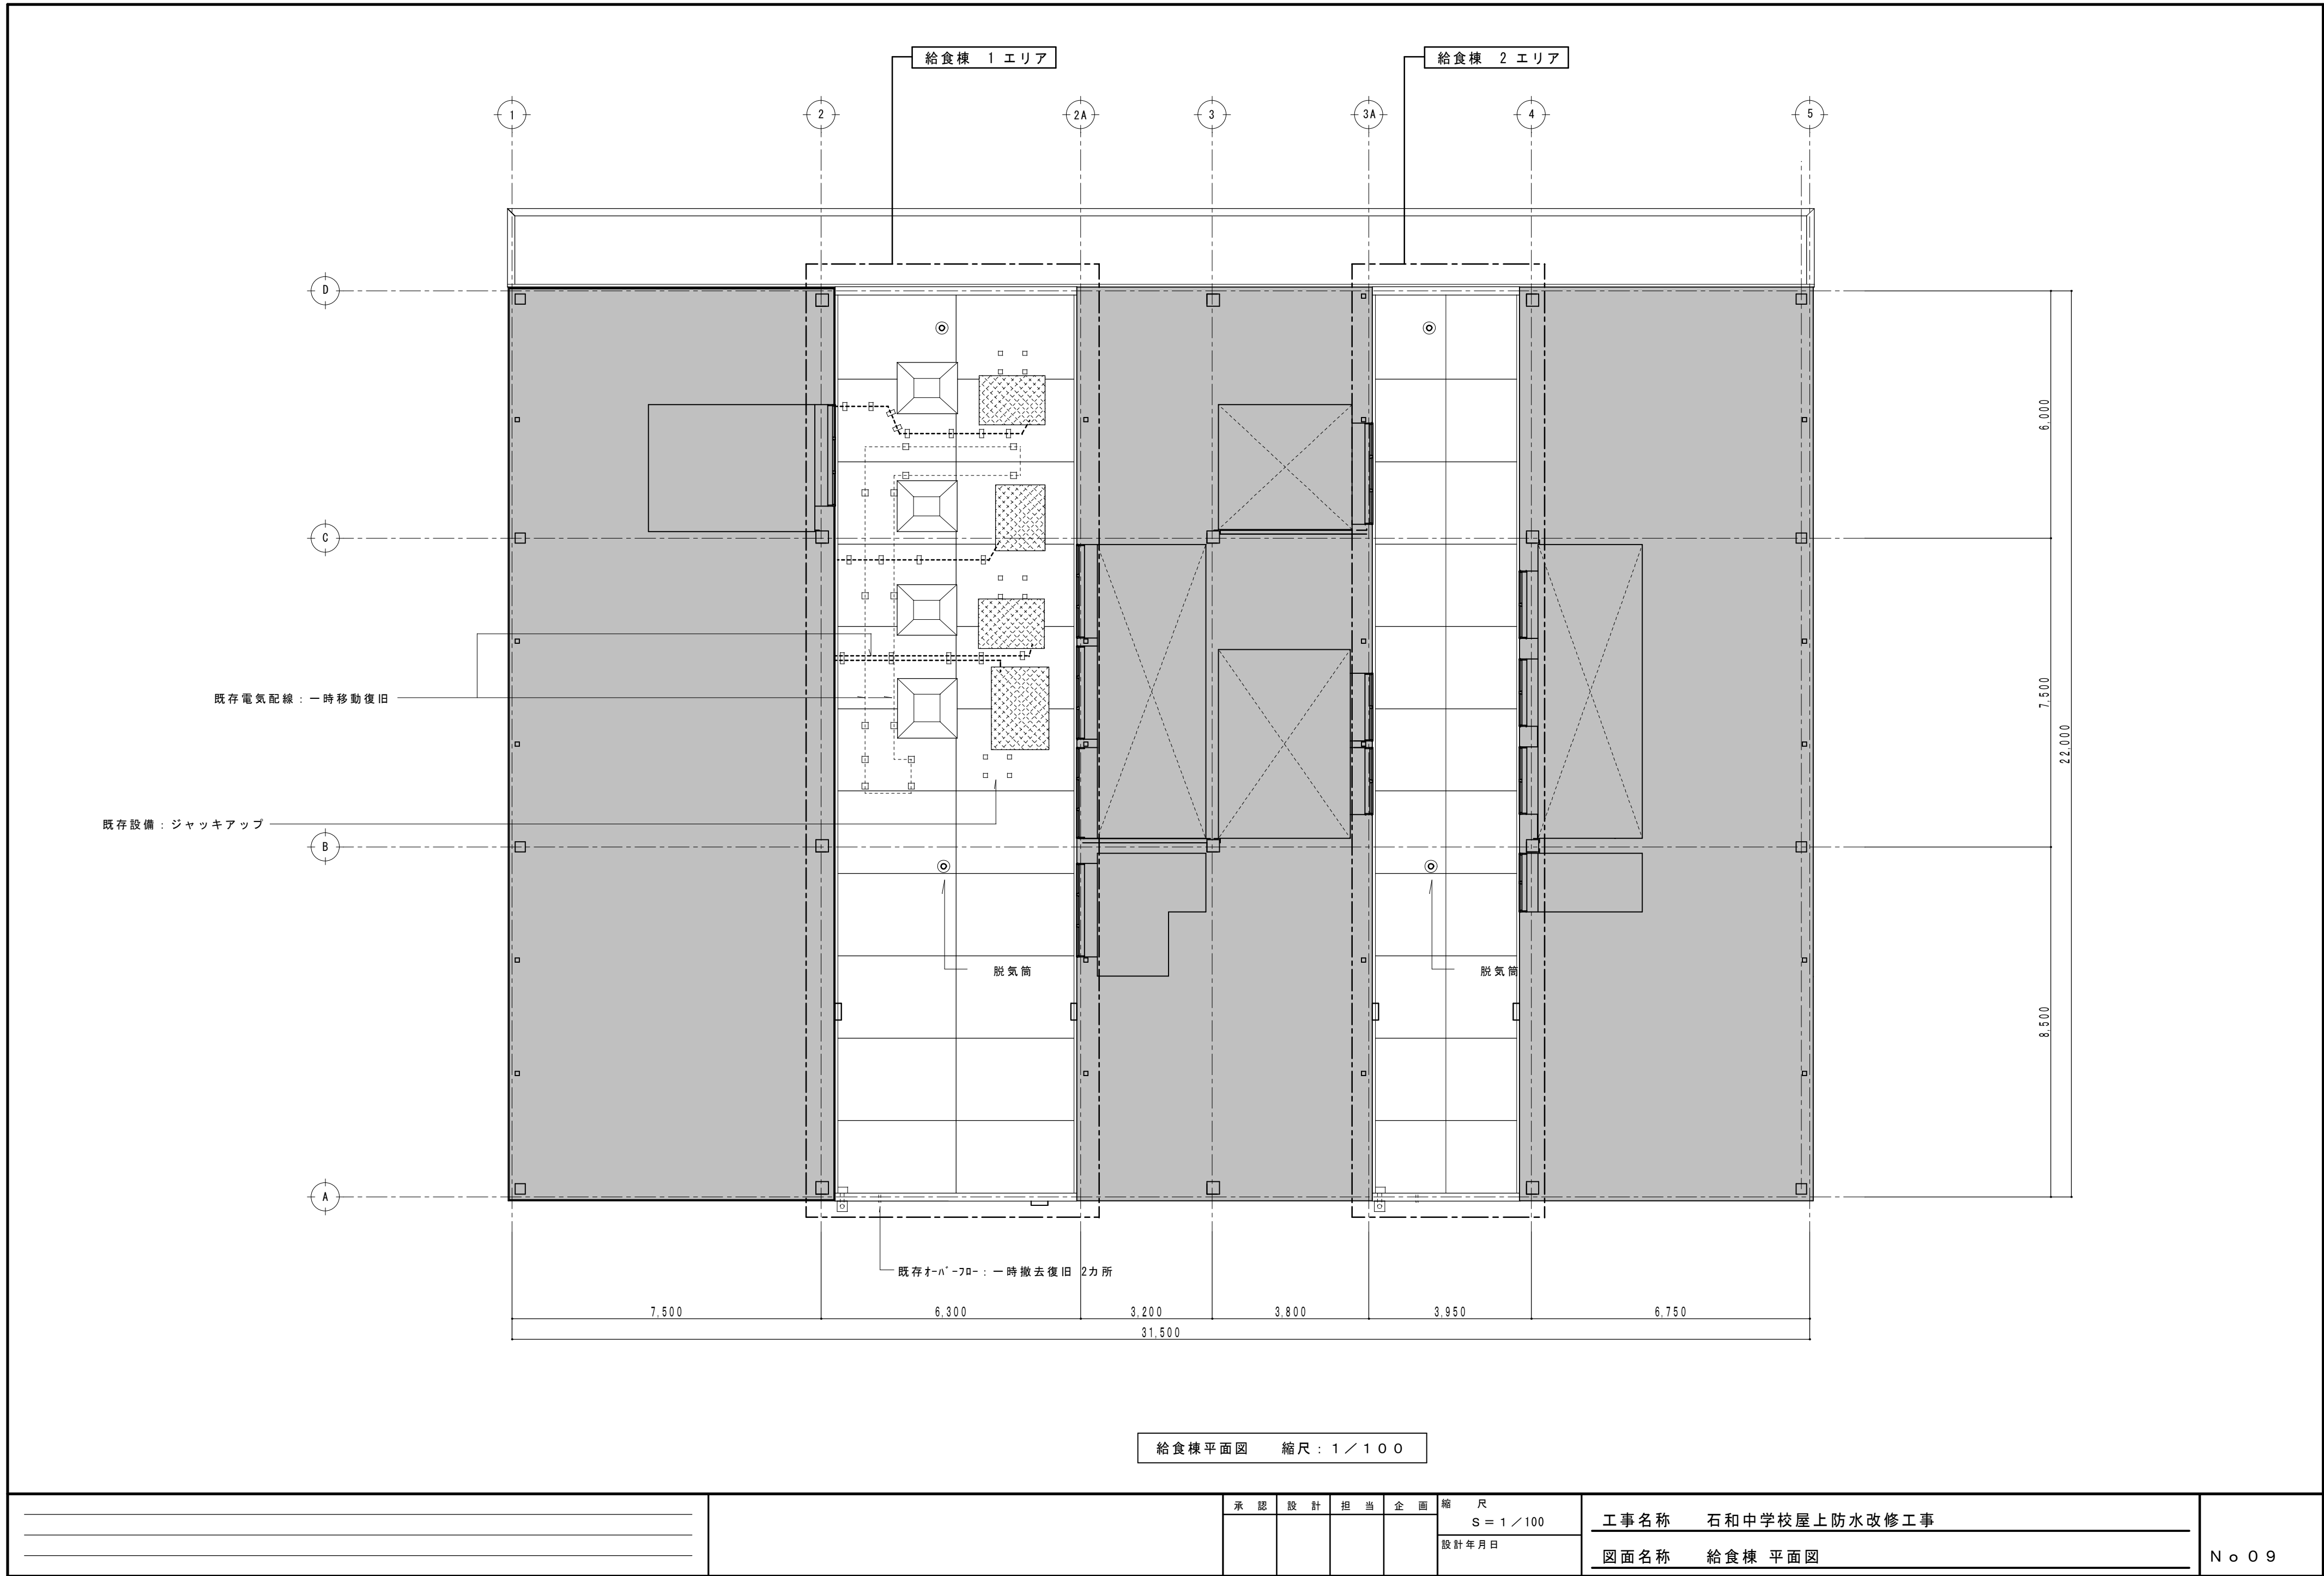 給食棟 1 エリア
給食棟 2 エリア
1
2
2A
3
3A
4
5
D
C
B
A
既存電気配線：一時移動復旧
既存設備：ジャッキアップ
脱気筒
脱気筒
既存ｵｰﾊﾞｰﾌﾛｰ：一時撤去復旧 2カ所
6,000
7,500
8,500
22,000
7,500
6,300
3,200
3,800
3,950
6,750
31,500
給食棟平面図 縮尺：１／１００
承認
設計
担当
企画
縮尺
S＝１／100
設計年月日
工事名称 石和中学校屋上防水改修工事
図面名称 給食棟 平面図
Ｎｏ０９